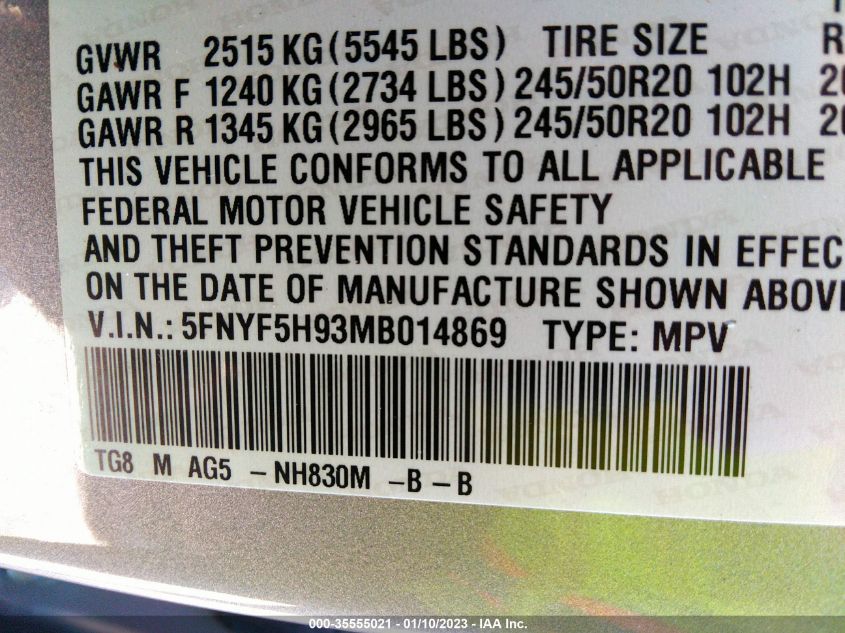 GVWR 2515 KG (5545 LBS) TIRE SIZE
GAWR F 1240 KG (2734 LBS) 245/50R20 102H
GAWR R 1345 KG (2965 LBS) 245/50R20 102H
THIS VEHICLE CONFORMS TO ALL APPLICABLE
FEDERAL MOTOR VEHICLE SAFETY
AND THEFT PREVENTION STANDARDS IN EFFEC
ON THE DATE OF MANUFACTURE SHOWN ABOV
V.I.N.: 5FNYF5H93MB014869 TYPE: MPV
TG8 M AG5 -NH830M -B -B
HONDA
000-35555021 - 01/10/2023 - IAA Inc.